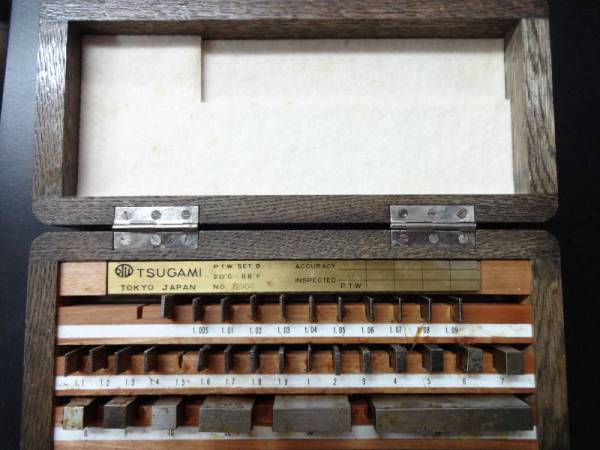 TSUGAMI
TOKYO JAPAN
P.T.W. SET B-
20°C-68°F
NO.
ACCURACY
INSPECTED
P.T.W
1.005 1.01 1.02 1.03 1.04 1.05 1.06 1.07 1.08 1.09
1.1 1.2 1.3 1.4 1.5 1.6 1.7 1.8 1.9 1 2 3 4 5 6 7